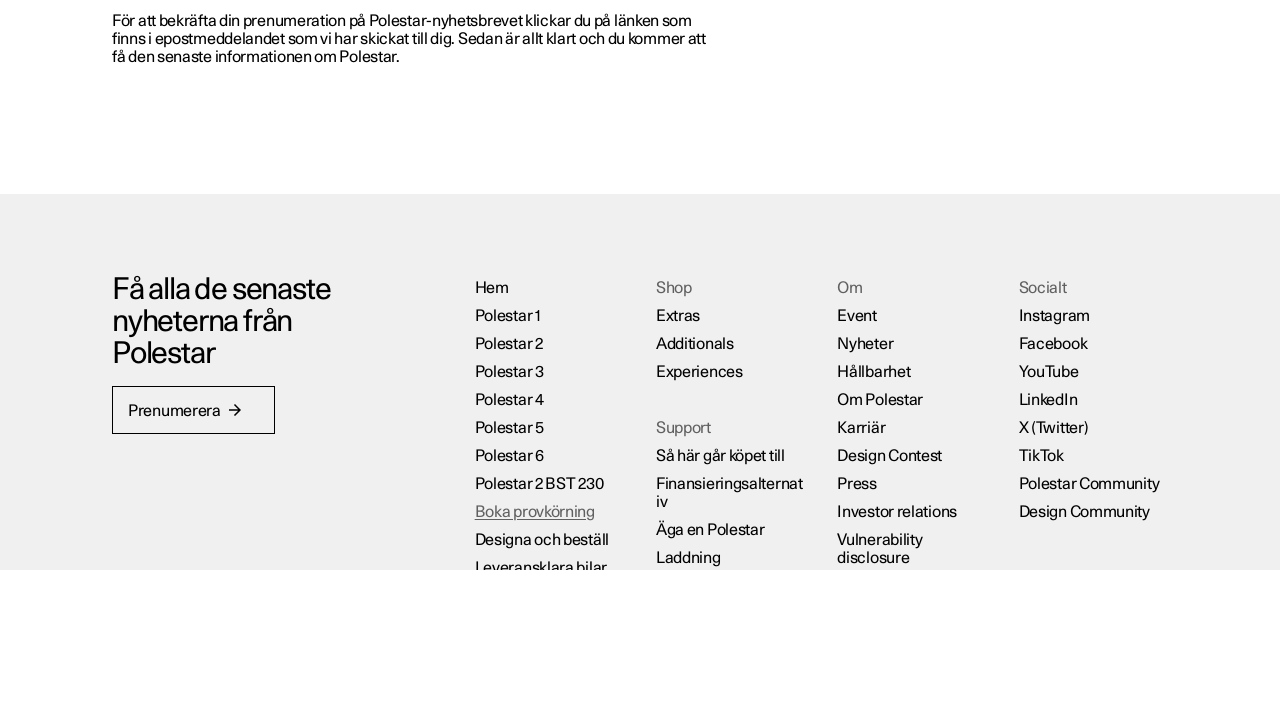 För att bekräfta din prenumeration på Polestar-nyhetsbrevet klickar du på länken som
finns i epostmeddelandet som vi har skickat till dig. Sedan är allt klart och du kommer att
få den senaste informationen om Polestar.
Få alla de senaste
nyheterna från
Polestar
Prenumerera →
Hem
Polestar 1
Polestar 2
Polestar 3
Polestar 4
Polestar 5
Polestar 6
Polestar 2 BST 230
Boka provkörning
Designa och beställ
Leveransklara bilar
Shop
Extras
Additionals
Experiences
Support
Så här går köpet till
Finansieringsalternat
iv
Äga en Polestar
Laddning
Om
Event
Nyheter
Hållbarhet
Om Polestar
Karriär
Design Contest
Press
Investor relations
Vulnerability
disclosure
Socialt
Instagram
Facebook
YouTube
LinkedIn
X (Twitter)
TikTok
Polestar Community
Design Community